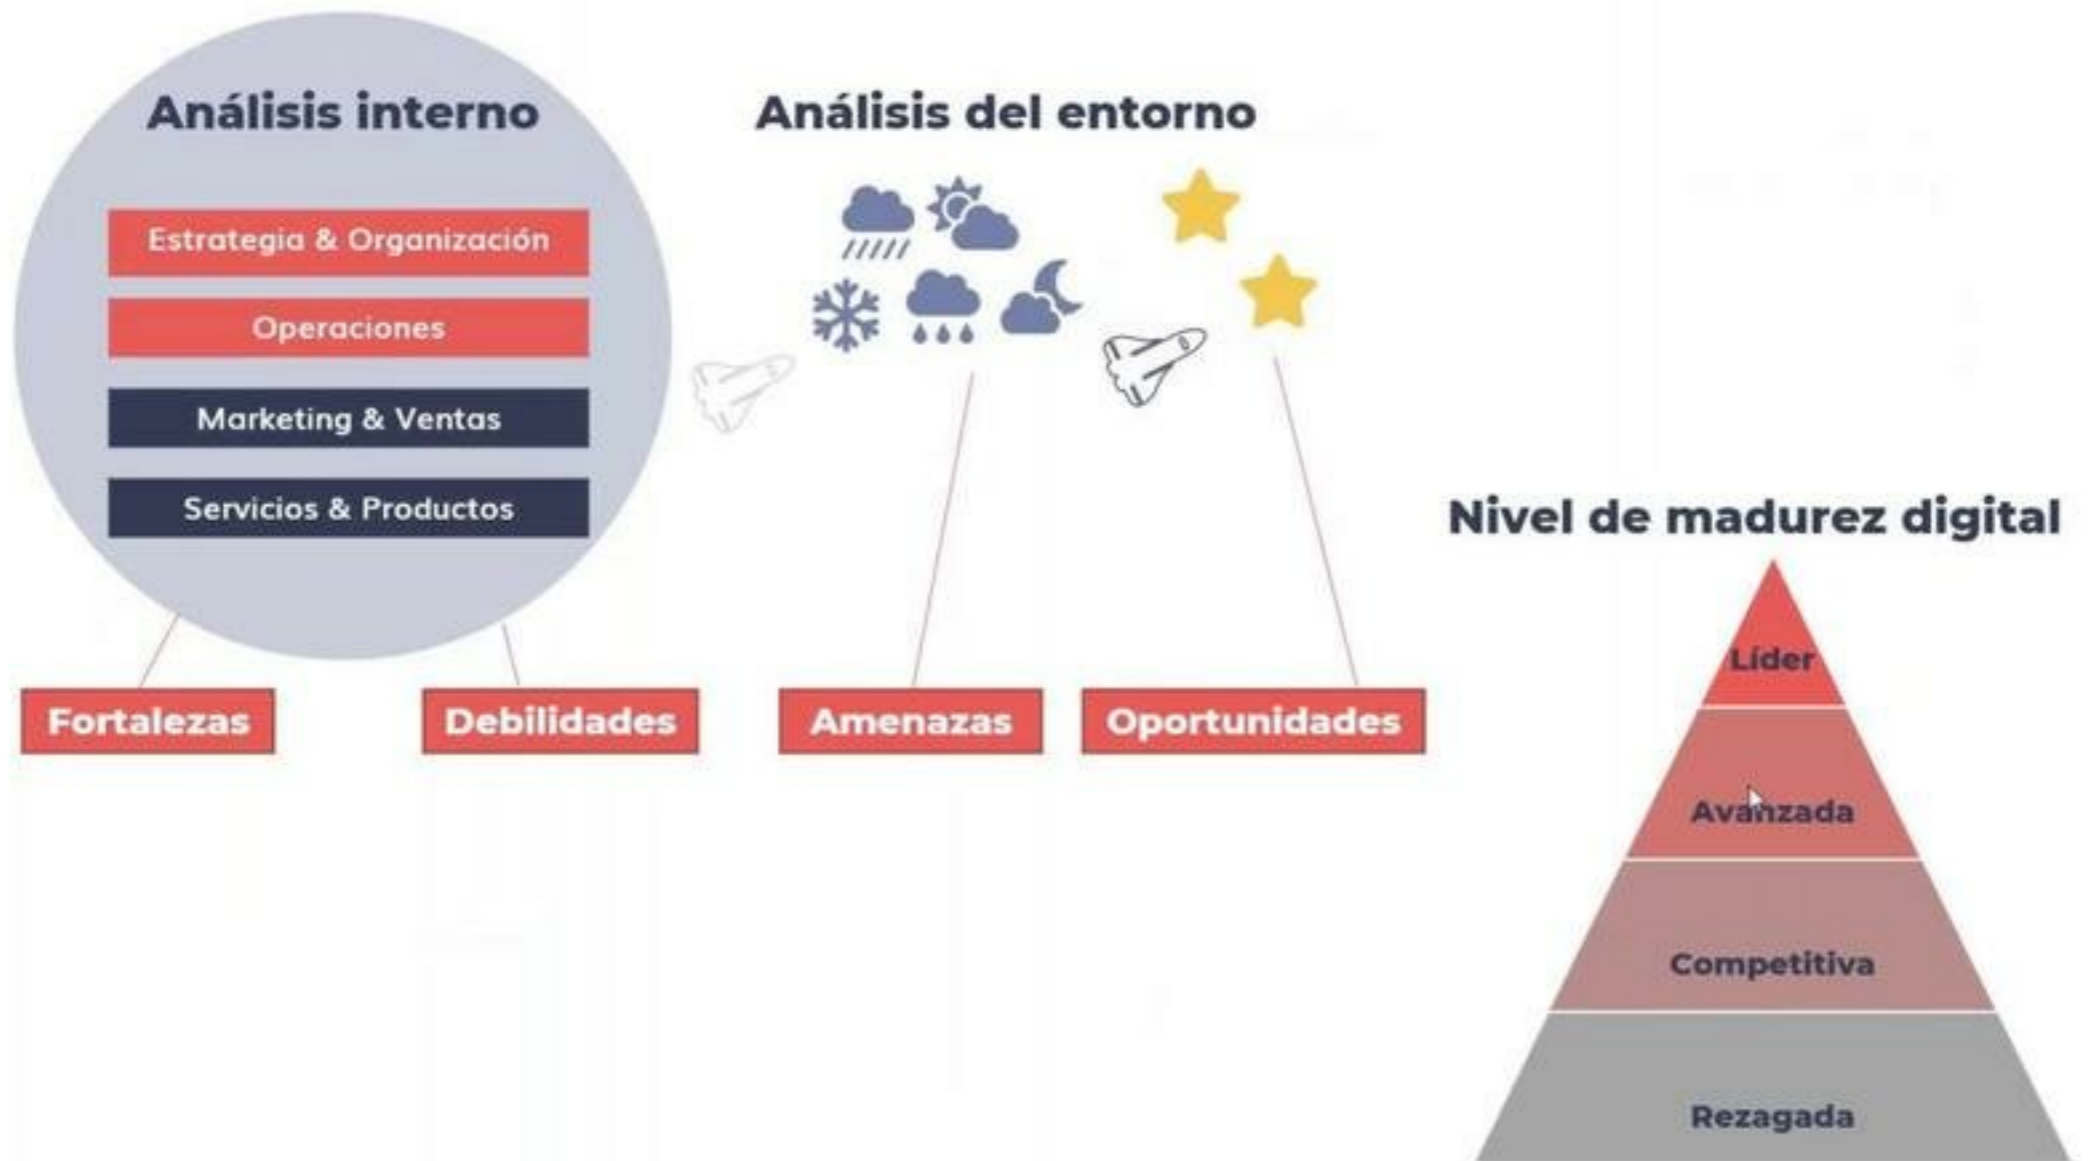 Análisis interno
Estrategia & Organización
Operaciones
Marketing & Ventas
Servicios & Productos
Fortalezas
Debilidades
Análisis del entorno
Amenazas
Oportunidades
Nivel de madurez digital
Líder
Avanzada
Competitiva
Rezagada